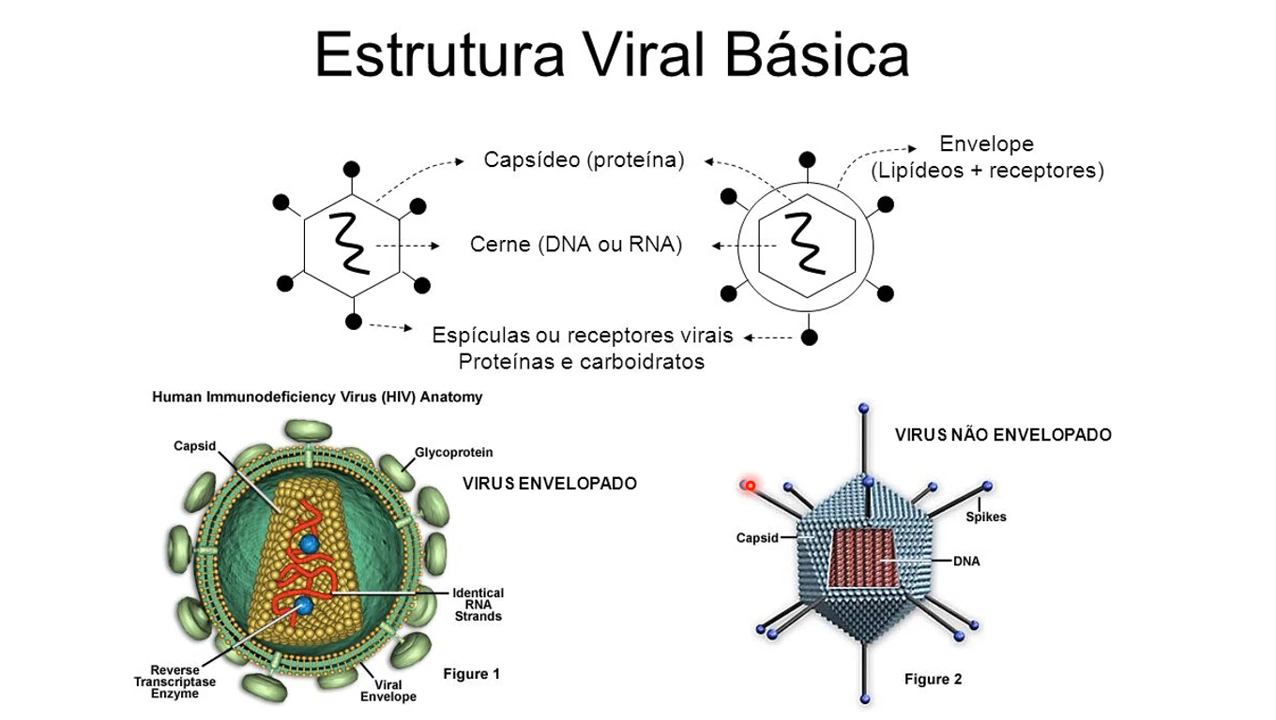 Estrutura Viral Básica
Envelope
(Lipídeos + receptores)
Capsídeo (proteína)
Cerne (DNA ou RNA)
Espículas ou receptores virais
Proteínas e carboidratos
Human Immunodeficiency Virus (HIV) Anatomy
Capsid
Glycoprotein
VIRUS ENVELOPADO
Identical
RNA
Strands
Reverse
Transcriptase
Enzyme
Viral
Envelope
Figure 1
VIRUS NÃO ENVELOPADO
Spikes
Capsid
DNA
Figure 2